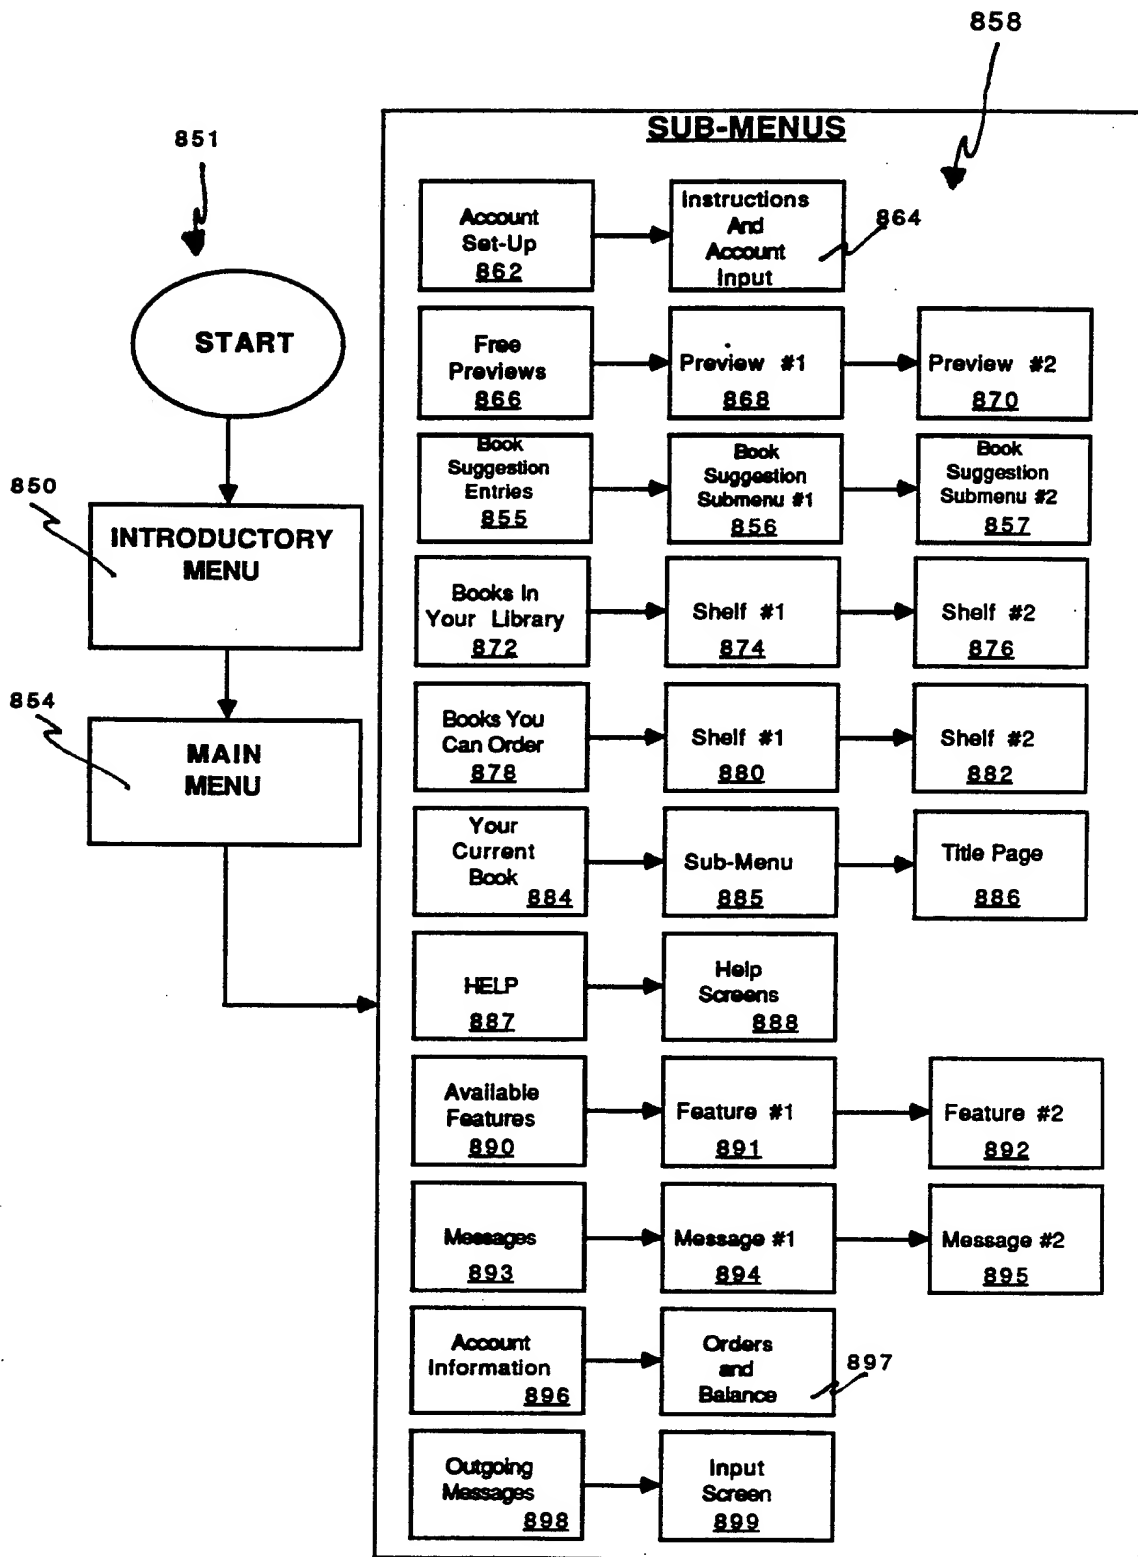 858
851
START
850
INTRODUCTORY
MENU
854
MAIN
MENU
SUB-MENUS
Account
Set-Up
862
Instructions
And
Account
Input
864
Free
Previews
866
Preview #1
868
Preview #2
870
Book
Suggestion
Entries
855
Book
Suggestion
Submenu #1
856
Book
Suggestion
Submenu #2
857
Books In
Your Library
872
Shelf #1
874
Shelf #2
876
Books You
Can Order
878
Shelf #1
880
Shelf #2
882
Your
Current
Book
884
Sub-Menu
885
Title Page
886
HELP
887
Help
Screens
888
Available
Features
890
Feature #1
891
Feature #2
892
Messages
893
Message #1
894
Message #2
895
Account
Information
896
Orders
and
Balance
897
Outgoing
Messages
898
Input
Screen
899